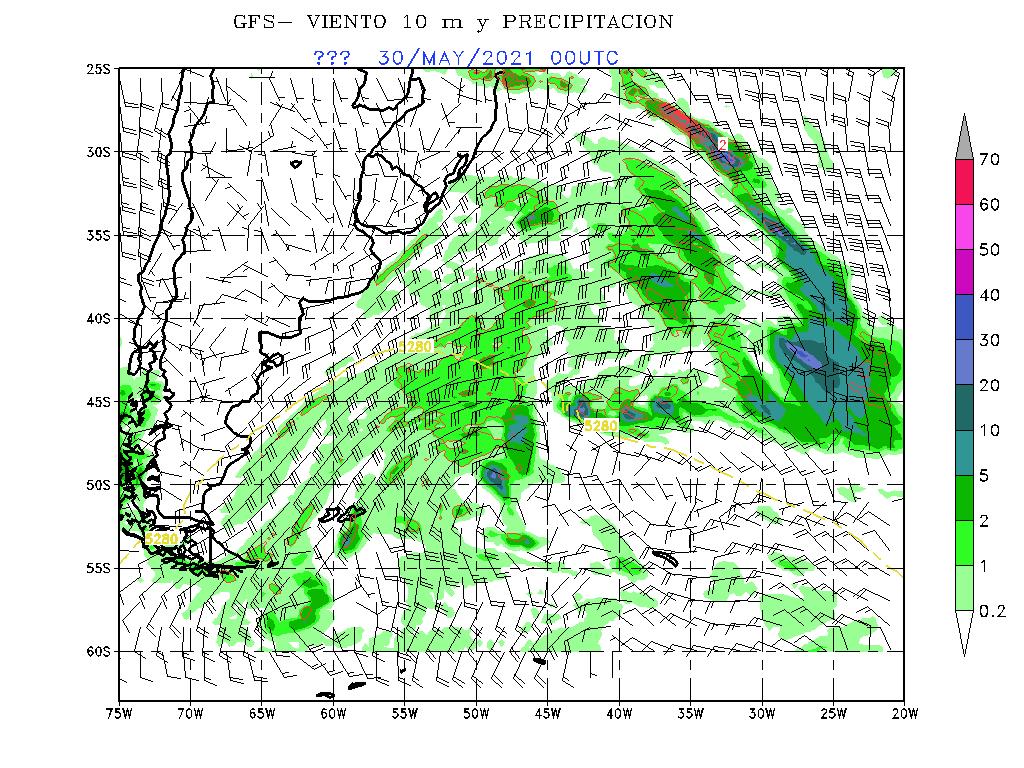 GFS— VIENTO 10 m y PRECIPITACION
??? 30/MAY/2021 00UTC
25S
30S
35S
40S
45S
50S
55S
60S
75W 70W 65W 60W 55W 50W 45W 40W 35W 30W 25W 20W
2
5280
5280
5280
70
60
50
40
30
20
10
5
2
1
0.2